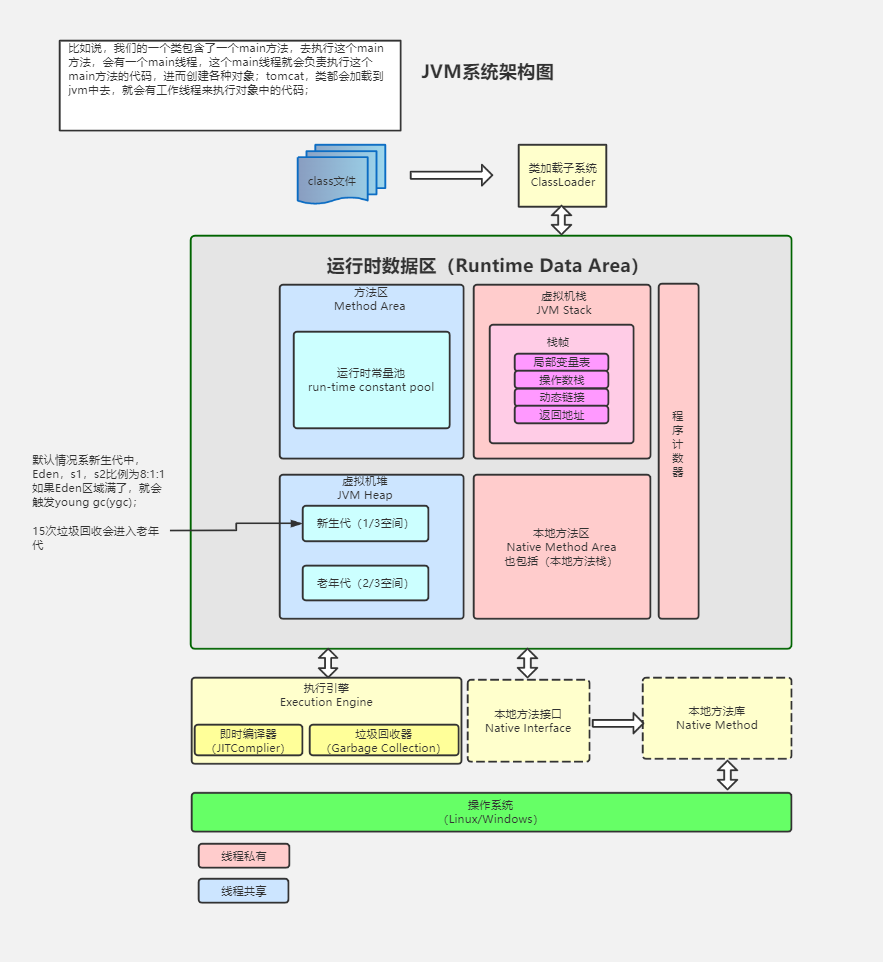 比如说，我们的一个类包含了一个main方法，去执行这个main
方法，会有一个main线程，这个main线程就会负责执行这个
main方法的代码，进而创建各种对象；tomcat，类都会加载到
jvm中去，就会有工作线程来执行对象中的代码；
JVM系统架构图
class文件
类加载子系统
ClassLoader
运行时数据区（Runtime Data Area）
方法区
Method Area
运行时常量池
run-time constant pool
虚拟机栈
JVM Stack
栈帧
局部变量表
操作数栈
动态链接
返回地址
程
序
计
数
器
默认情况系新生代中，
Eden，s1，s2比例为8:1:1
如果Eden区域满了，就会
触发young gc(ygc);
15次垃圾回收会进入老年
代
虚拟机堆
JVM Heap
新生代（1/3空间）
老年代（2/3空间）
本地方法区
Native Method Area
也包括（本地方法栈）
执行引擎
Execution Engine
即时编译器
（JITComplier）
垃圾回收器
（Garbage Collection）
本地方法接口
Native Interface
本地方法库
Native Method
操作系统
（Linux/Windows）
线程私有
线程共享